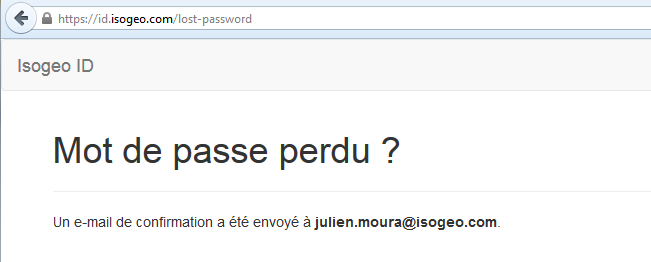 https://id.isogeo.com/lost-password
Isogeo ID
Mot de passe perdu ?
Un e-mail de confirmation a été envoyé à julien.moura@isogeo.com.